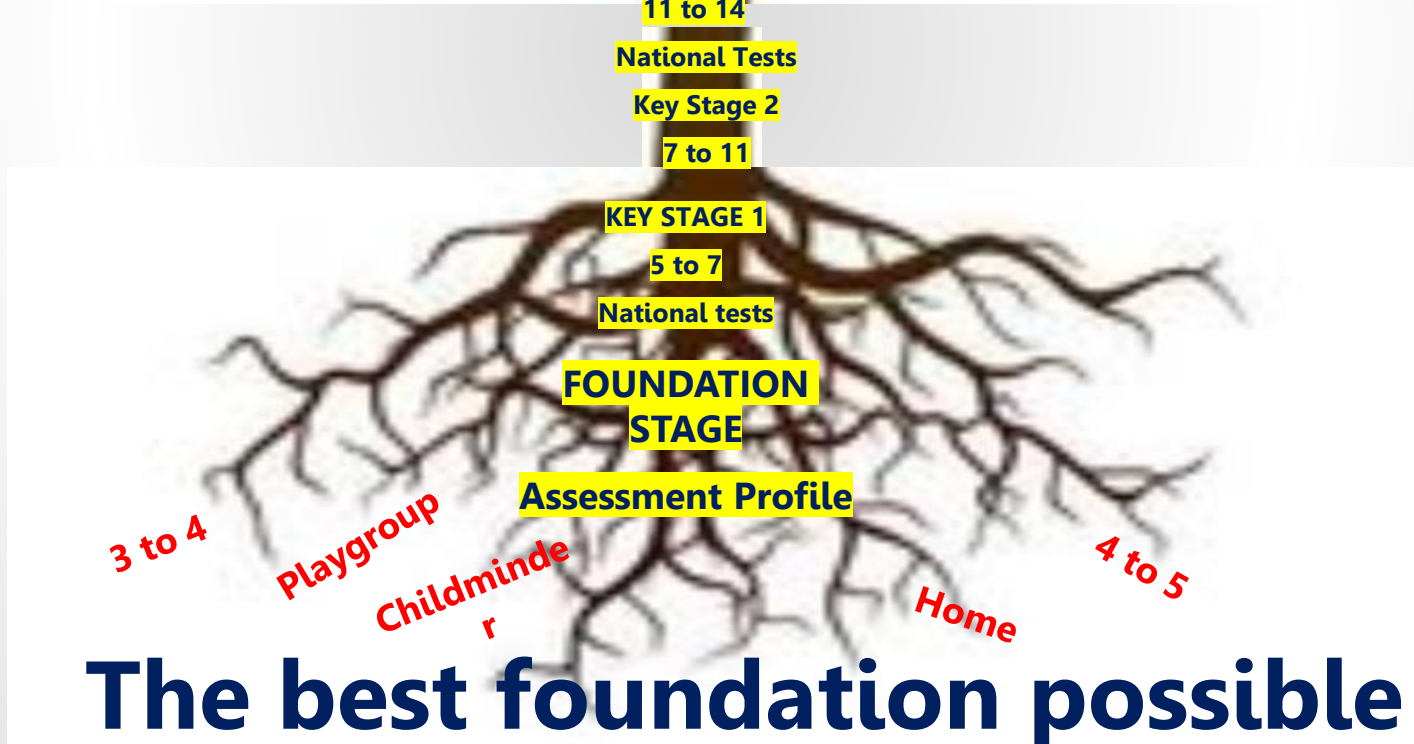 11 to 14
National Tests
Key Stage 2
7 to 11
KEY STAGE 1
5 to 7
National tests
FOUNDATION
STAGE
Assessment Profile
3 to 4
Playgroup
Childminde
r
Home
4 to 5
The best foundation possible